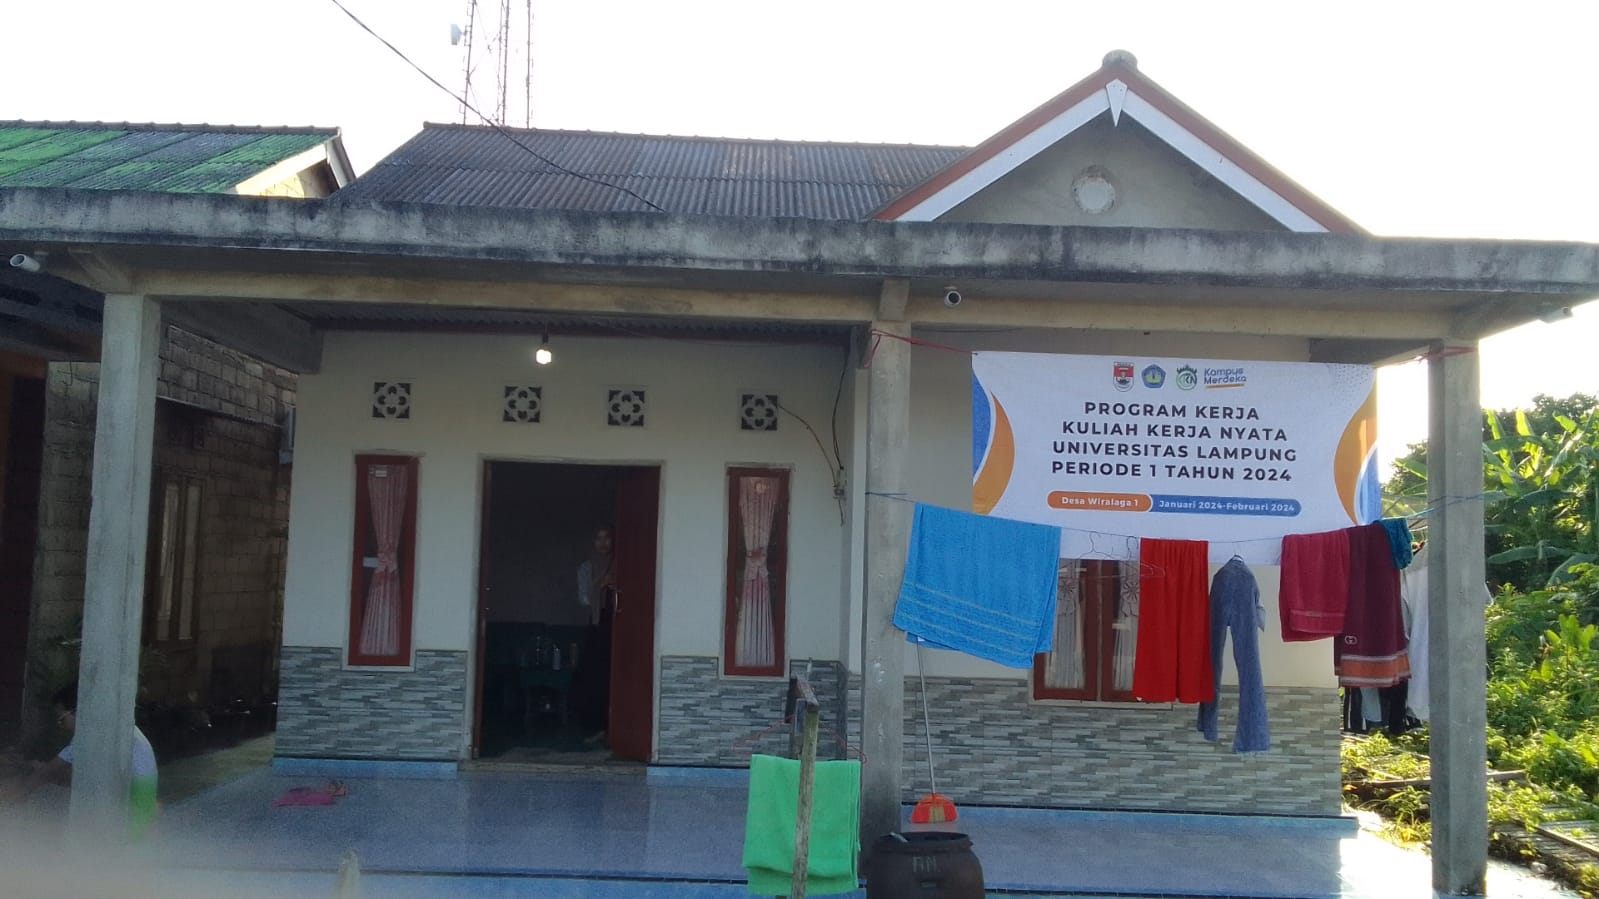 Kampus
Merdeka
PROGRAM KERJA
KULIAH KERJA NYATA
UNIVERSITAS LAMPUNG
PERIODE 1 TAHUN 2024
Desa Wiralaga 1
Januari 2024-Februari 2024